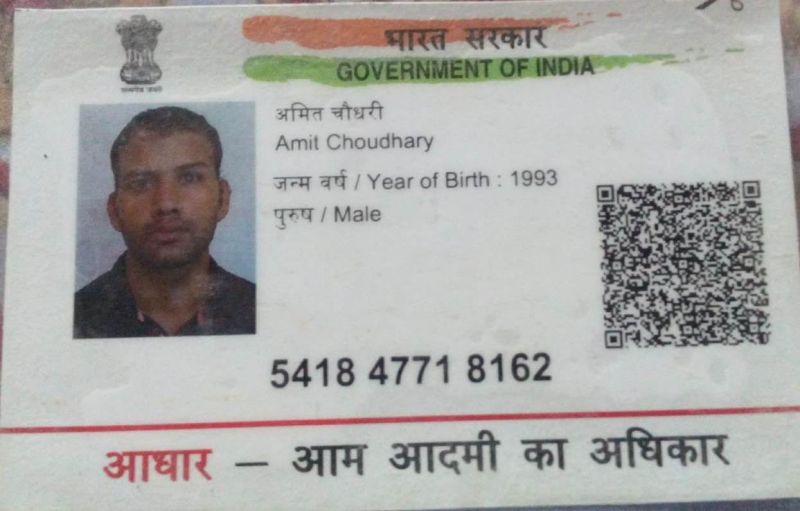 भारत सरकार
GOVERNMENT OF INDIA
अमित चौधरी
Amit Choudhary
जन्म वर्ष / Year of Birth : 1993
पुरुष / Male
5418 4771 8162
आधार – आम आदमी का अधिकार